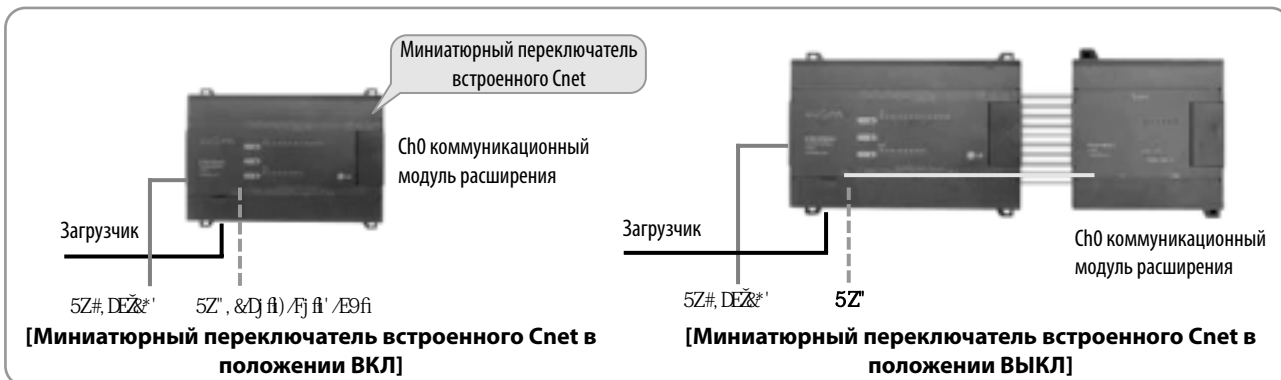 Миниатюрный переключатель
встроенного Cnet
Ch0 коммуникационный
модуль расширения
Загрузчик
[Миниатюрный переключатель встроенного Cnet в
положении ВКЛ]
Загрузчик
Ch0 коммуникационный
модуль расширения
5Z"
[Миниатюрный переключатель встроенного Cnet в
положении ВЫКЛ]